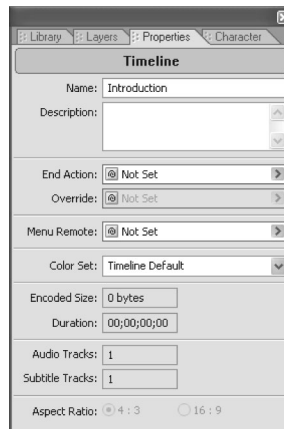 Library Layers Properties Character
Timeline
Name: Introduction
Description:
End Action: Not Set
Override: Not Set
Menu Remote: Not Set
Color Set: Timeline Default
Encoded Size: 0 bytes
Duration: 00;00;00;00
Audio Tracks: 1
Subtitle Tracks: 1
Aspect Ratio: 4 : 3 16 : 9